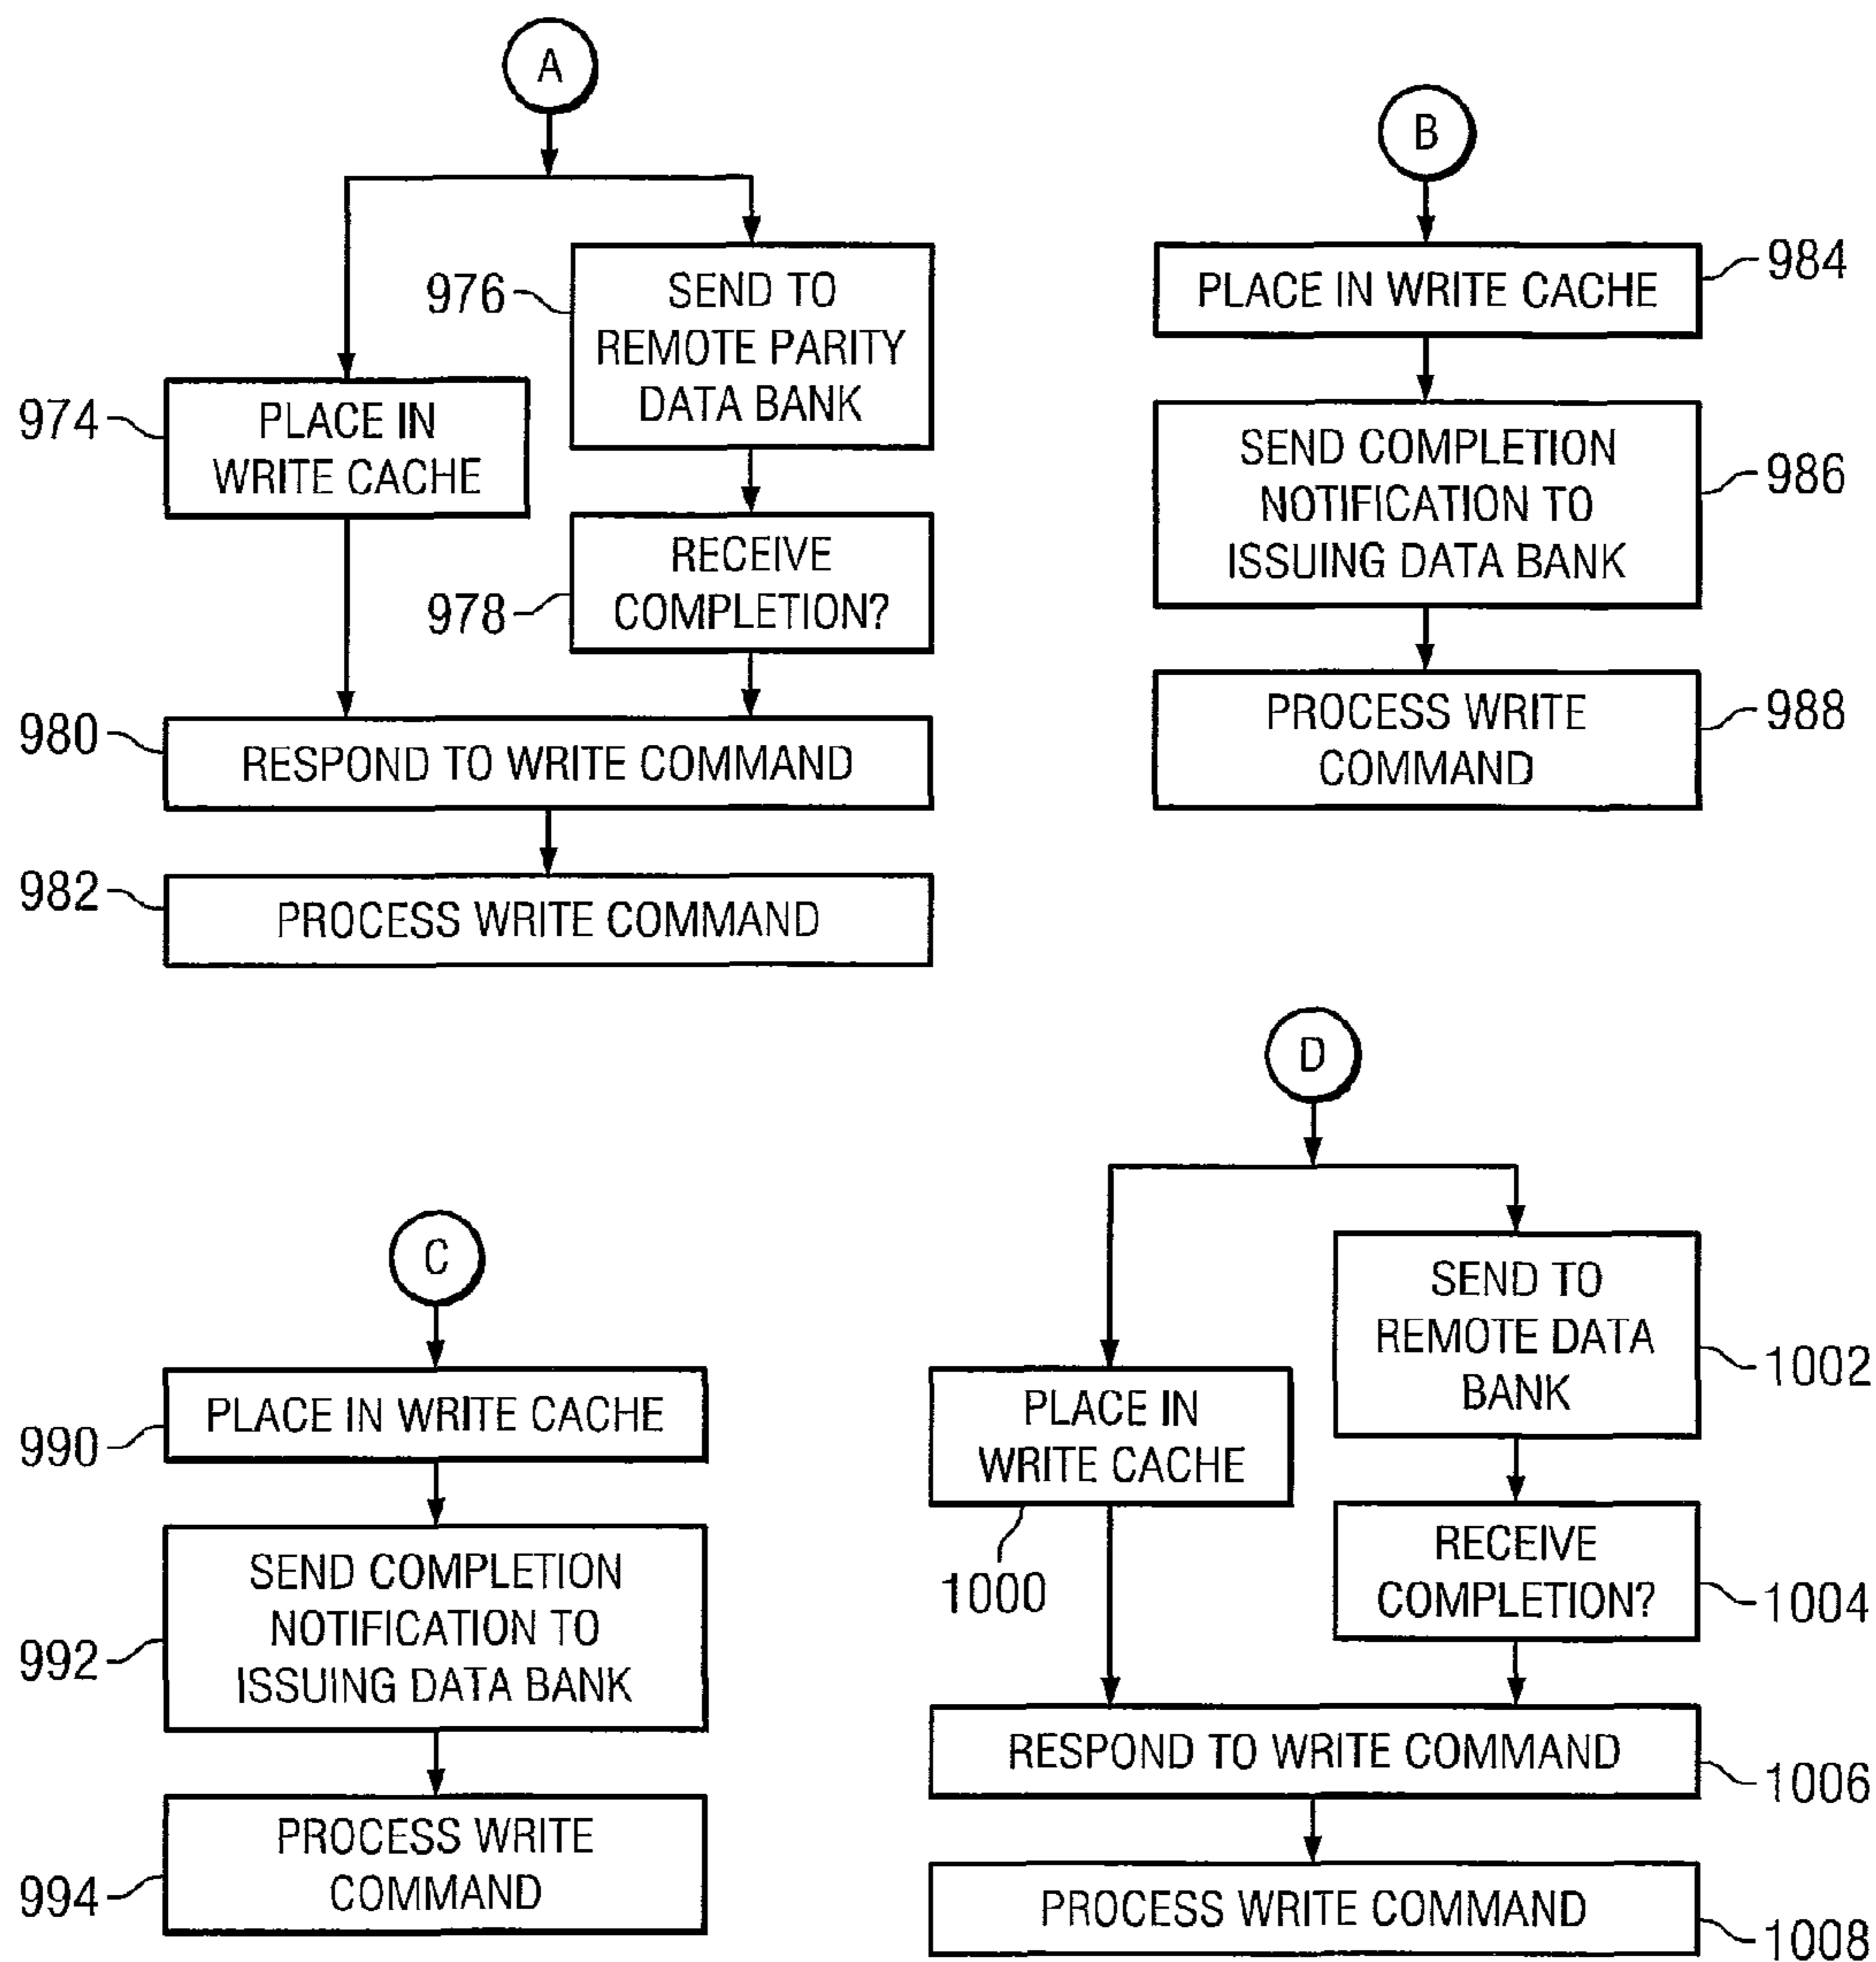 A
976
SEND TO
REMOTE PARITY
DATA BANK
974
PLACE IN
WRITE CACHE
978
RECEIVE
COMPLETION?
980
RESPOND TO WRITE COMMAND
982
PROCESS WRITE COMMAND
B
PLACE IN WRITE CACHE
984
SEND COMPLETION
NOTIFICATION TO
ISSUING DATA BANK
986
PROCESS WRITE
COMMAND
988
C
PLACE IN WRITE CACHE
990
SEND COMPLETION
NOTIFICATION TO
ISSUING DATA BANK
992
PROCESS WRITE
COMMAND
994
D
SEND TO
REMOTE DATA
BANK
1002
PLACE IN
WRITE CACHE
1000
RECEIVE
COMPLETION?
1004
RESPOND TO WRITE COMMAND
1006
PROCESS WRITE COMMAND
1008